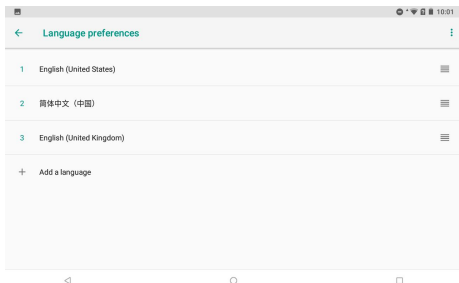 10:01
Language preferences
1 English (United States)
2 简体中文（中国）
3 English (United Kingdom)
Add a language